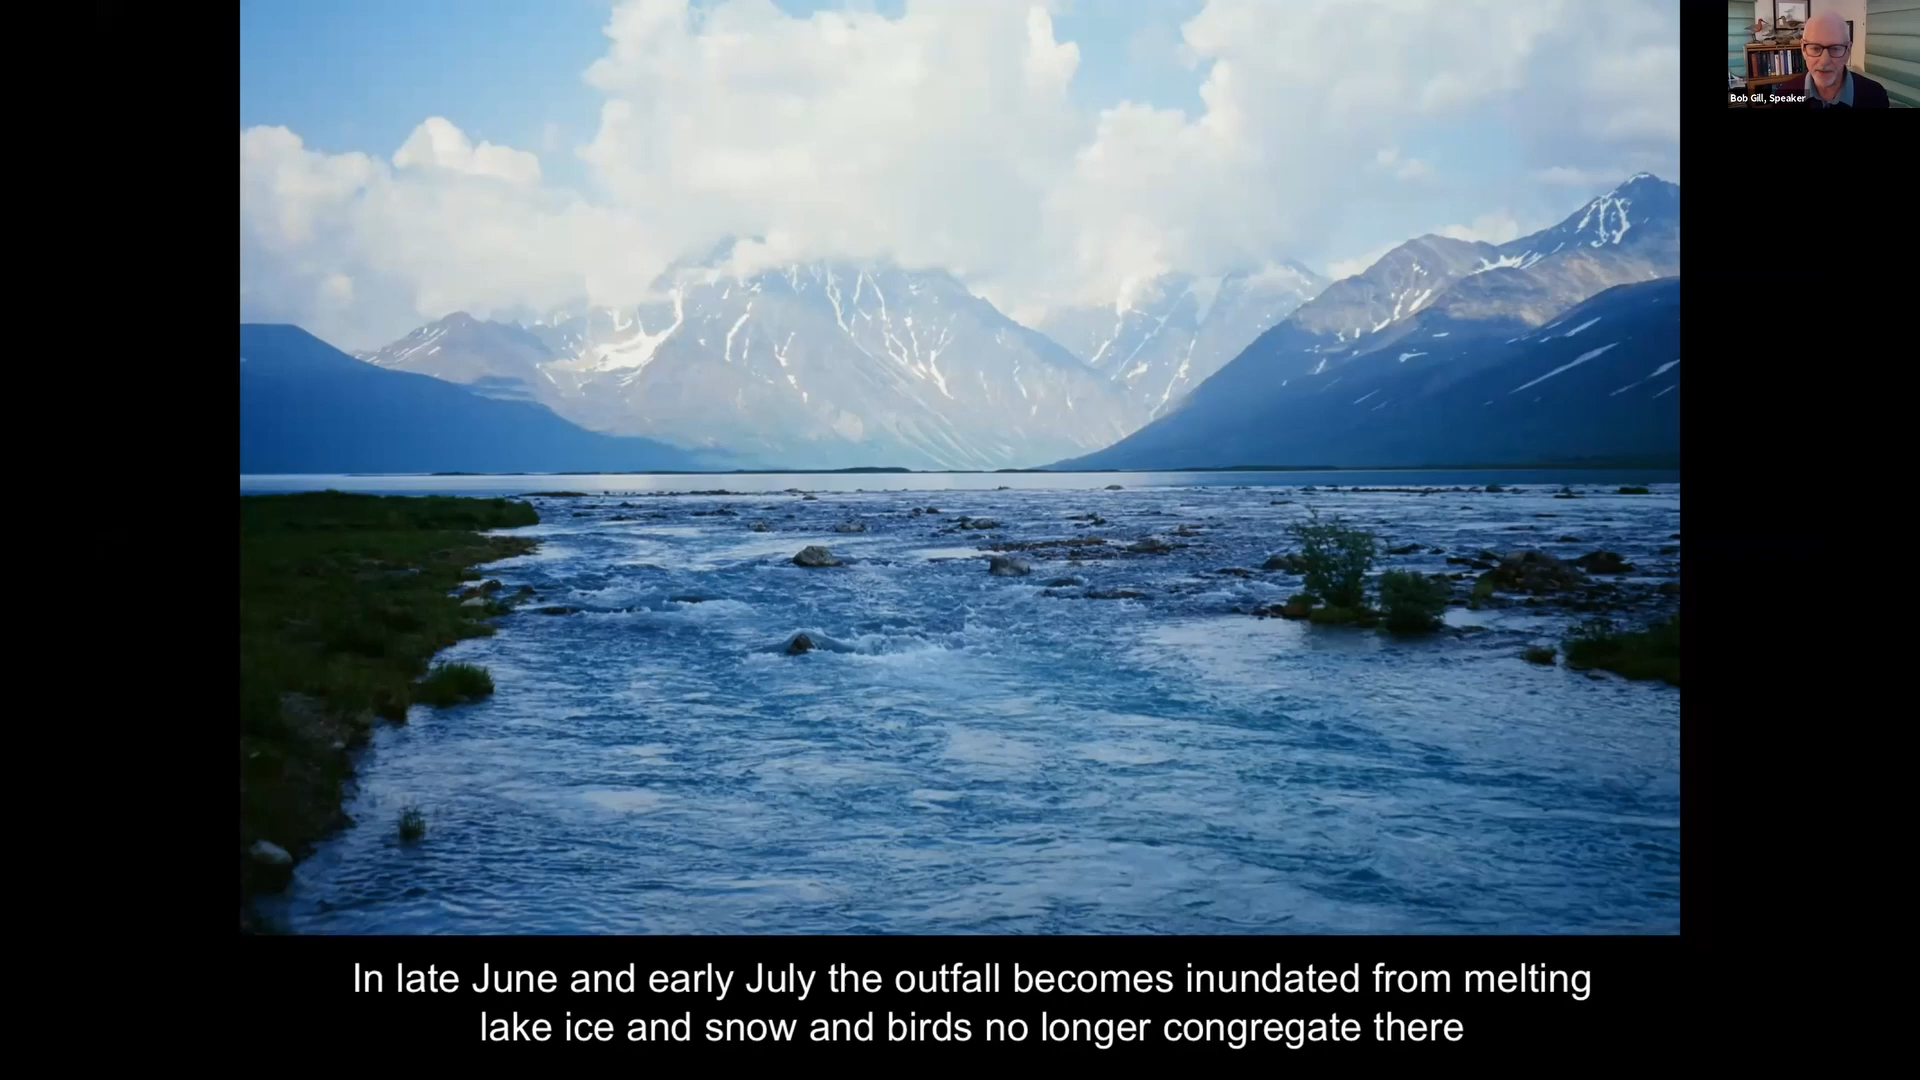 Bob Gill, Speaker
In late June and early July the outfall becomes inundated from melting
lake ice and snow and birds no longer congregate there